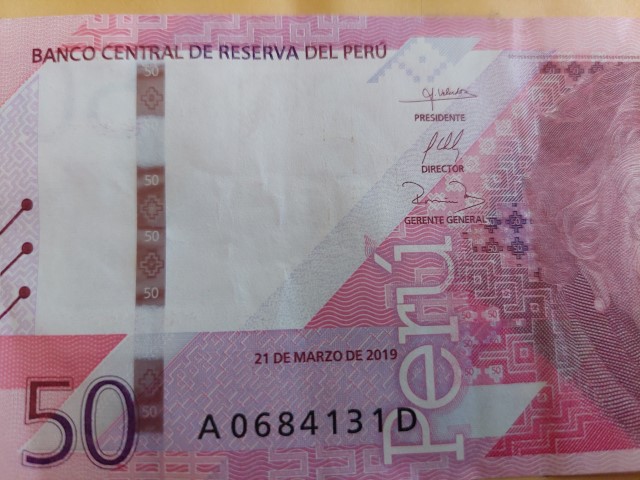 BANCO CENTRAL DE RESERVA DEL PERÚ
PRESIDENTE
DIRECTOR
GERENTE GENERAL
Perú
21 DE MARZO DE 2019
A0684131D
50
50
50
50
50